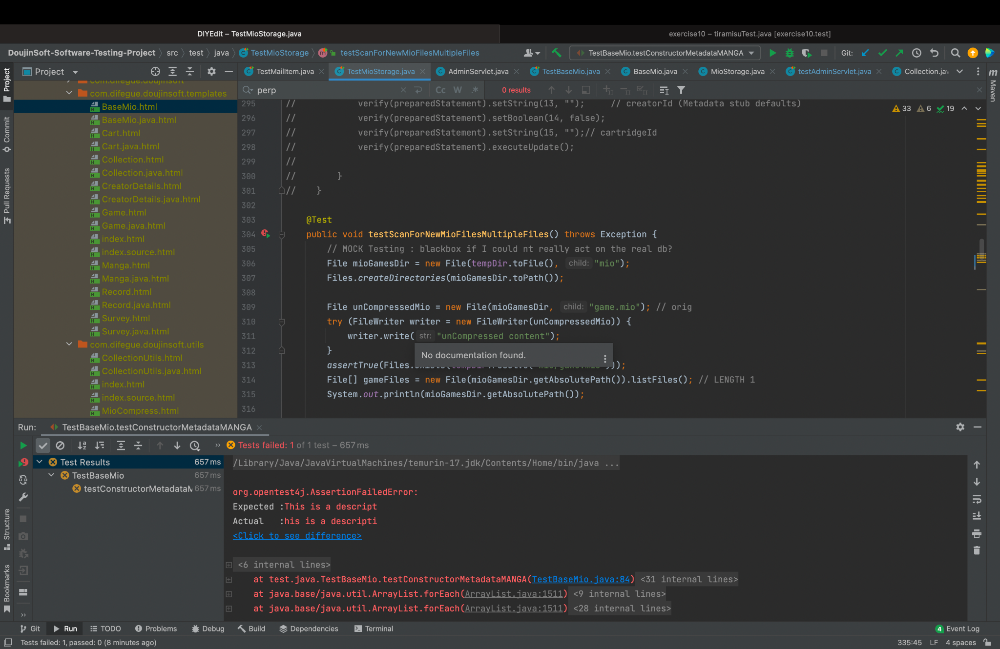 DIYEdit – TestMioStorage.java
exercise10 – tiramisuTest.java [exercise10.test]
DoujinSoft-Software-Testing-Project
src
test
java
TestMioStorage
testScanForNewMioFilesMultipleFiles
TestBaseMio.testConstructorMetadataMANGA
Git:
Project
TestMailItem.java
TestMioStorage.java
AdminServlet.java
TestBaseMio.java
BaseMio.java
MioStorage.java
testAdminServlet.java
Collection.jav
perp
Cc
W
.*
0 results
33
6
19
Project
Commit
Pull Requests
Structure
Bookmarks
Maven
com.difegue.doujinsoft
com.difegue.doujinsoft.templates
BaseMio.html
BaseMio.java.html
Cart.html
Cart.java.html
Collection.html
Collection.java.html
CreatorDetails.html
CreatorDetails.java.html
Game.html
Game.java.html
index.html
index.source.html
Manga.html
Manga.java.html
Record.html
Record.java.html
Survey.html
Survey.java.html
com.difegue.doujinsoft.utils
CollectionUtils.html
CollectionUtils.java.html
index.html
index.source.html
MioCompress.html
295 // verify(preparedStatement).setString(13, ""); // creatorId (Metadata stub defaults)
296 // verify(preparedStatement).setBoolean(14, false);
297 // verify(preparedStatement).setString(15, "");// cartridgeId
298 // verify(preparedStatement).executeUpdate();
299 //
300 // }
301 // }
302
303 @Test
304 public void testScanForNewMioFilesMultipleFiles() throws Exception {
305 // MOCK Testing : blackbox if I could nt really act on the real db?
306 File mioGamesDir = new File(tempDir.toFile(), child: "mio");
307 Files.createDirectories(mioGamesDir.toPath());
308
309 File unCompressedMio = new File(mioGamesDir, child: "game.mio"); // orig
310 try (FileWriter writer = new FileWriter(unCompressedMio)) {
311 writer.write( str: "unCompressed content");
312 }
No documentation found.
313 assertTrue(Files. ));
314 File[] gameFiles = new File(mioGamesDir.getAbsolutePath()).listFiles(); // LENGTH 1
315 System.out.println(mioGamesDir.getAbsolutePath());
316
Run:
TestBaseMio.testConstructorMetadataMANGA
Tests failed: 1 of 1 test – 657 ms
Test Results 657 ms
TestBaseMio 657 ms
testConstructorMetadataM 657 ms
/Library/Java/JavaVirtualMachines/temurin-17.jdk/Contents/Home/bin/java ...
org.opentest4j.AssertionFailedError:
Expected :This is a descript
Actual :his is a descripti
<Click to see difference>
<6 internal lines>
at test.java.TestBaseMio.testConstructorMetadataMANGA(TestBaseMio.java:84) <31 internal lines>
at java.base/java.util.ArrayList.forEach(ArrayList.java:1511) <9 internal lines>
at java.base/java.util.ArrayList.forEach(ArrayList.java:1511) <28 internal lines>
Git
Run
TODO
Problems
Debug
Build
Dependencies
Terminal
4 Event Log
Tests failed: 1, passed: 0 (8 minutes ago)
335:45
LF
4 spaces